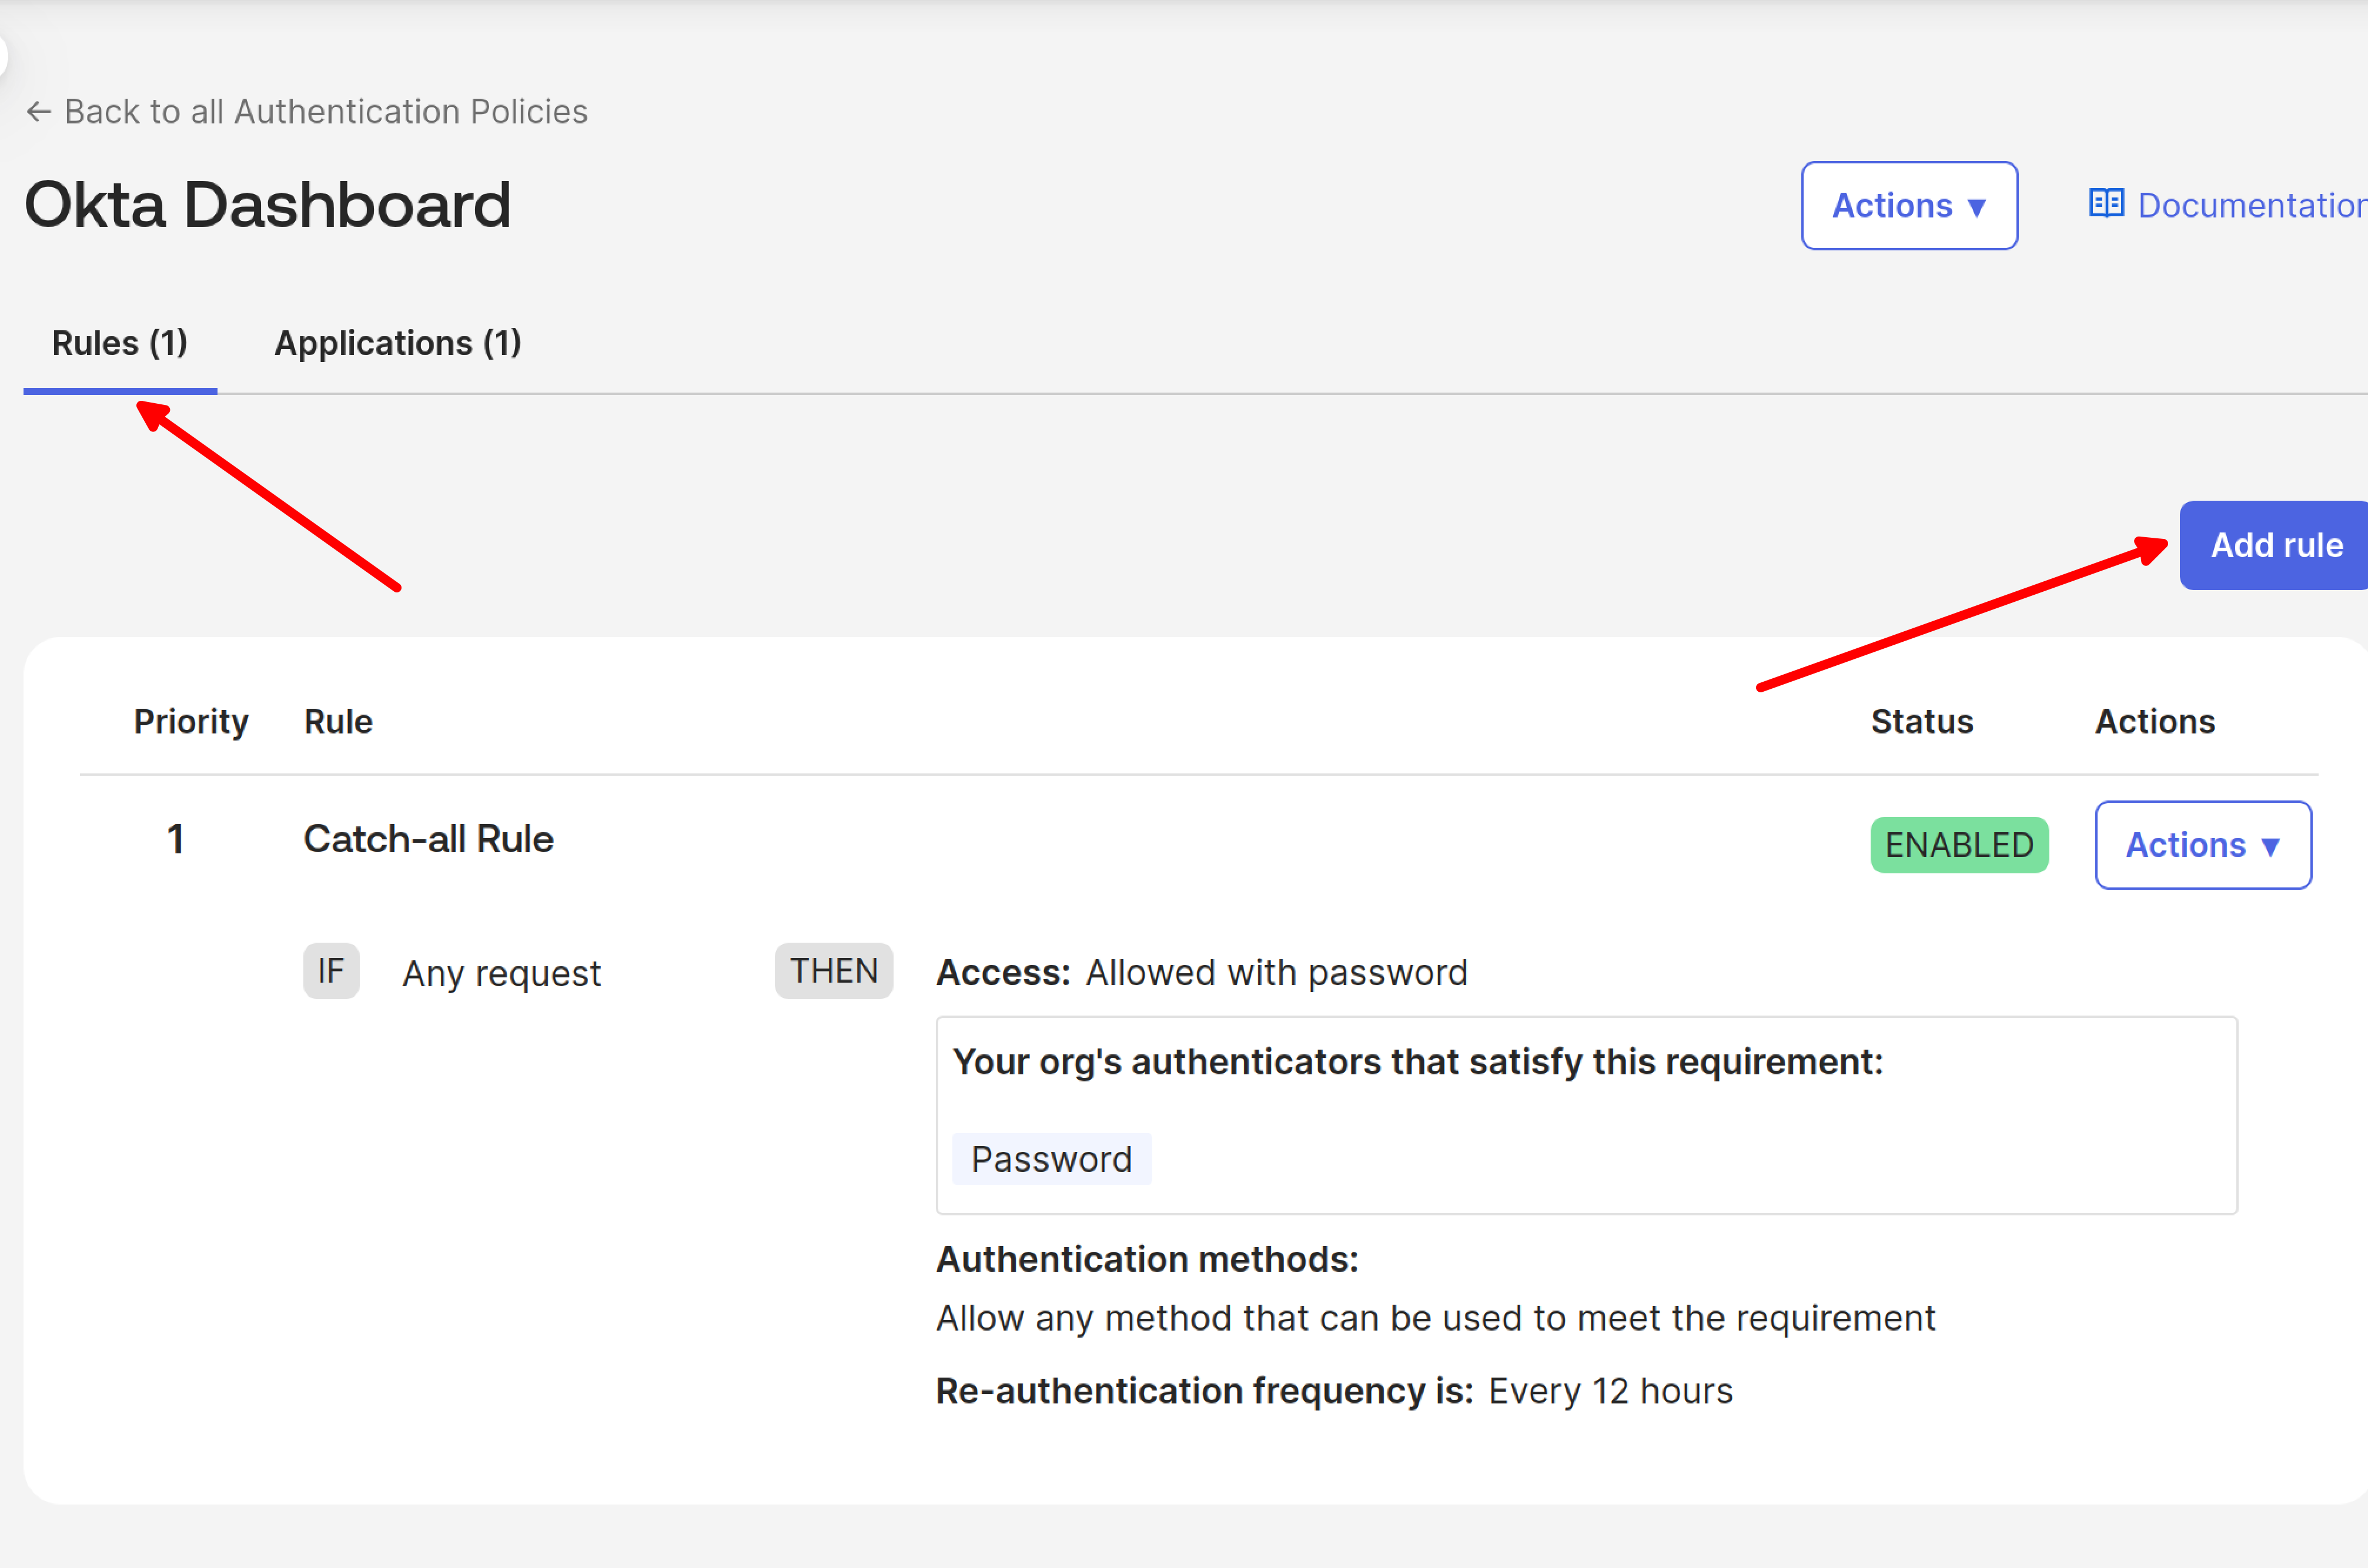 ← Back to all Authentication Policies
Okta Dashboard
Actions ▼
Documentation
Rules (1)
Applications (1)
Add rule
Priority
Rule
Status
Actions
1
Catch-all Rule
ENABLED
Actions ▼
IF
Any request
THEN
Access: Allowed with password
Your org's authenticators that satisfy this requirement:
Password
Authentication methods:
Allow any method that can be used to meet the requirement
Re-authentication frequency is: Every 12 hours